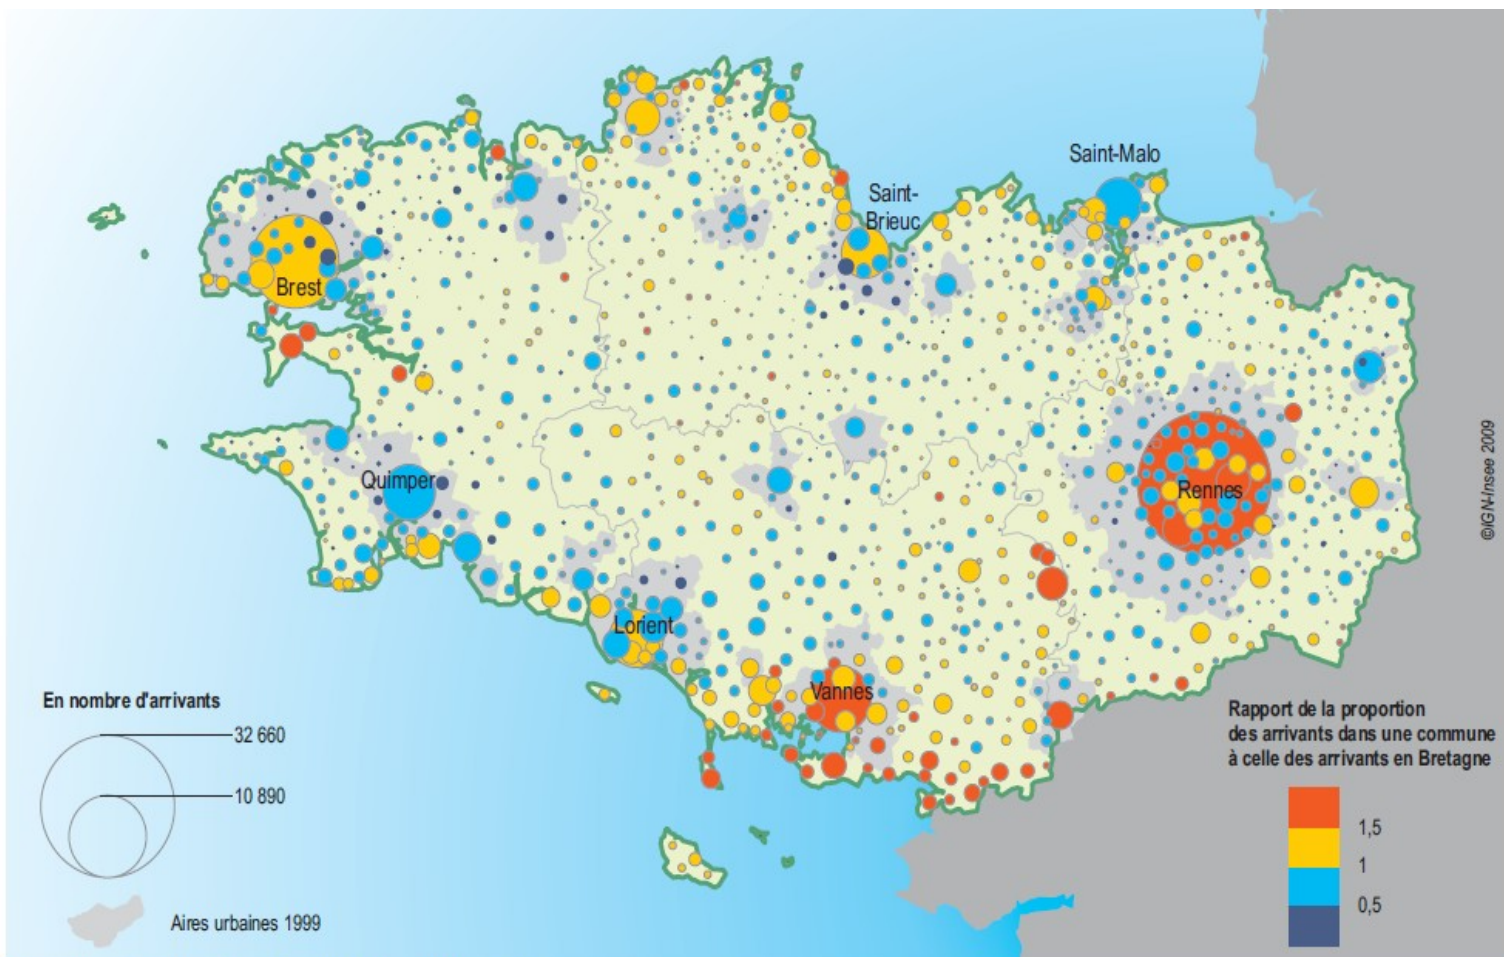 Saint-Malo
Saint-
Brieuc
Brest
Quimper
Rennes
Lorient
Vannes
©IGN-Insee 2009
En nombre d'arrivants
32 660
10 890
Aires urbaines 1999
Rapport de la proportion
des arrivants dans une commune
à celle des arrivants en Bretagne
1,5
1
0,5